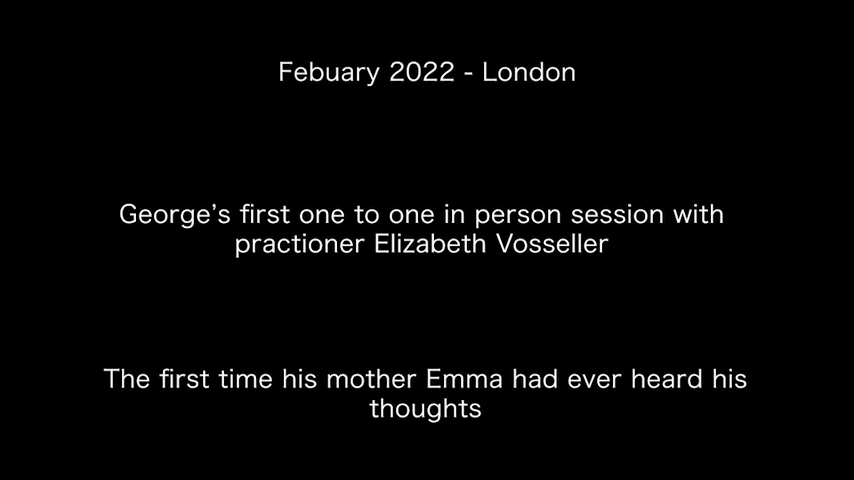 Febuary 2022 - London
George’s first one to one in person session with
practioner Elizabeth Vosseller
The first time his mother Emma had ever heard his
thoughts